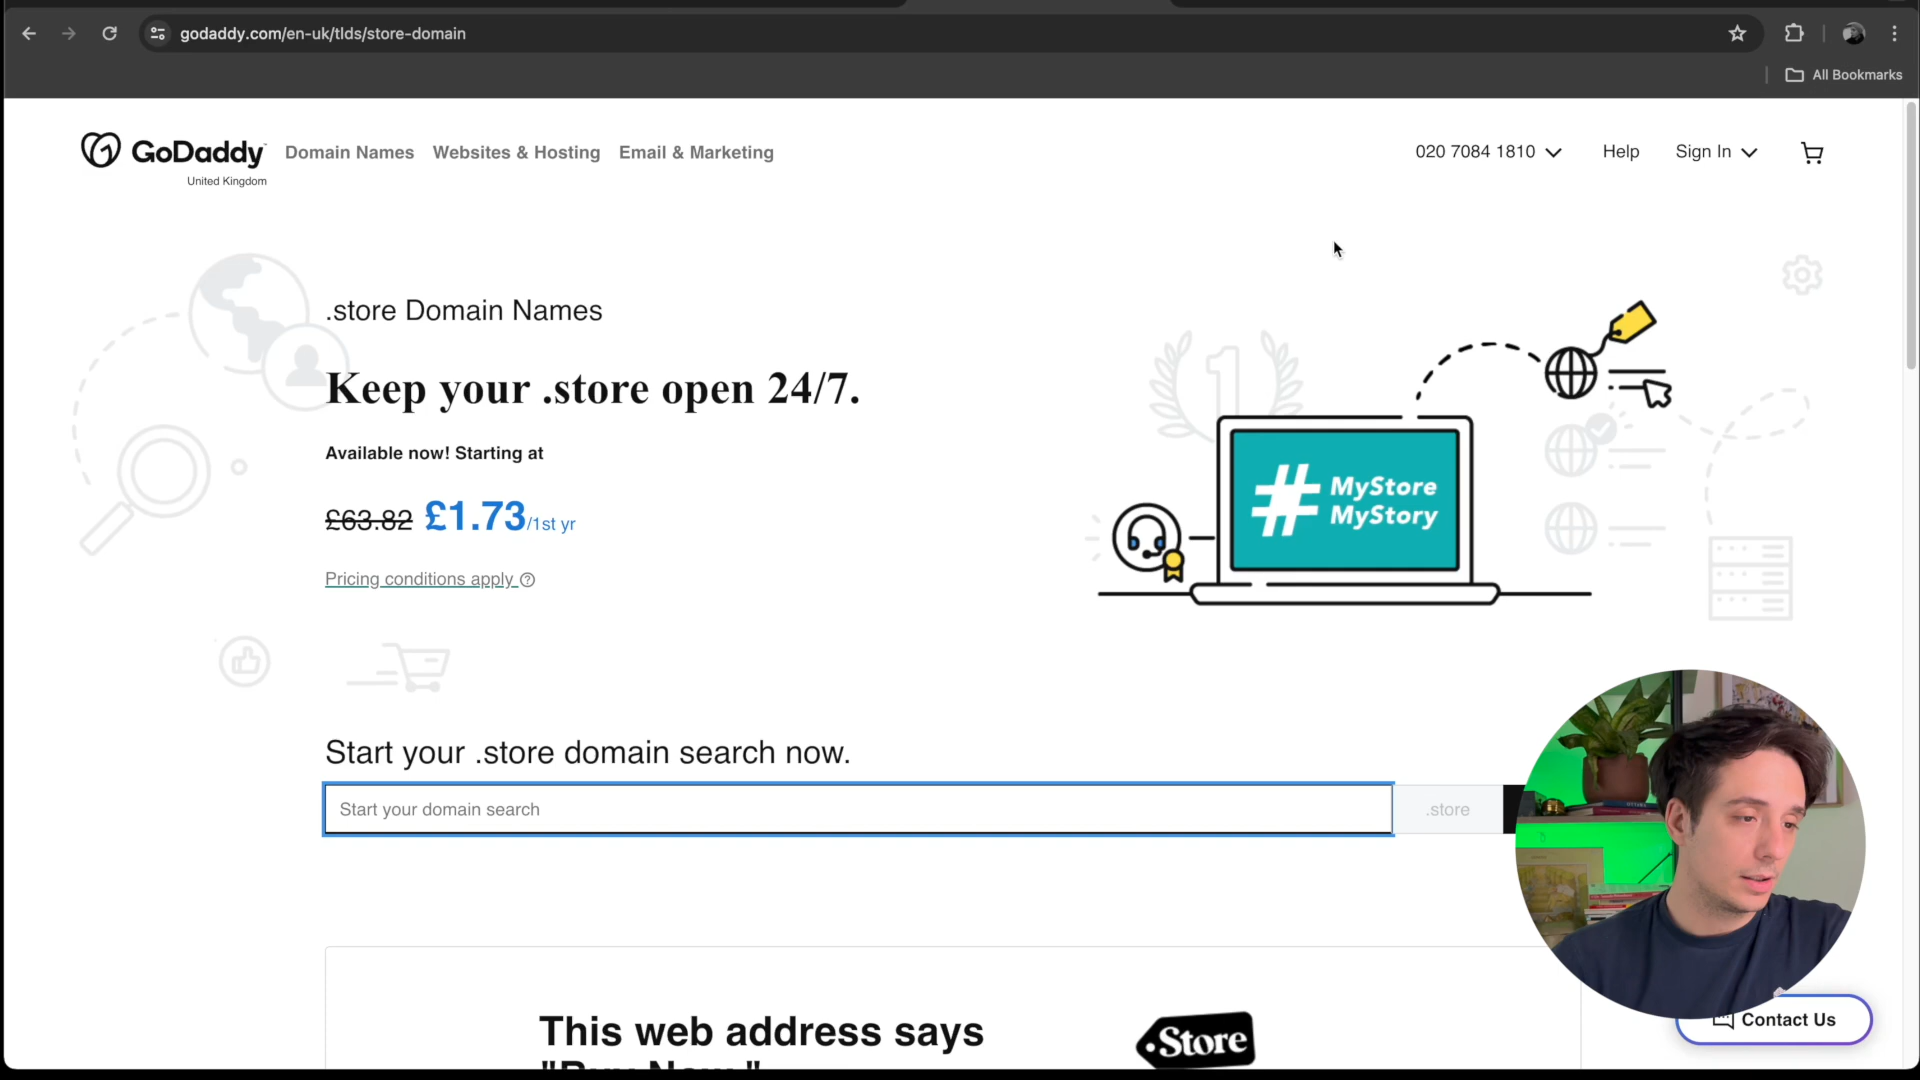 godaddy.com/en-uk/tlds/store-domain
All Bookmarks
GoDaddy
United Kingdom
Domain Names
Websites & Hosting
Email & Marketing
020 7084 1810
Help
Sign In
.store Domain Names
Keep your .store open 24/7.
Available now! Starting at
£63.82 £1.73/1st yr
Pricing conditions apply
1
# MyStore
MyStory
Start your .store domain search now.
Start your domain search
.store
This web address says
"Buy Now."
.Store
Contact Us